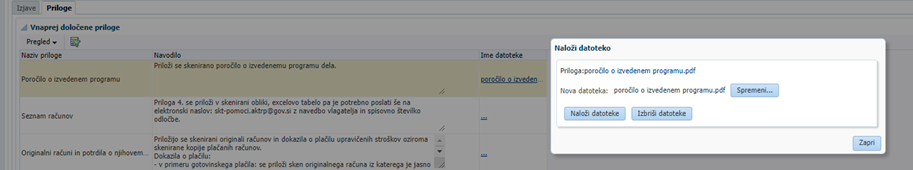 Izjave Priloge
Vnaprej določene priloge
Pregled
Naziv priloge Navodilo Ime datoteke
Poročilo o izvedenem programu
Priloži se skenirano poročilo o izvedenemu programu dela.
poročilo o izveden ...
Seznam računov
Priloga 4. se priloži v skenirani obliki, excelovo tabelo pa je potrebno poslati še na
elektronski naslov: skt-pomoci.aktrp@gov.si z navedbo vlagatelja in spisovno številko
odločbe.
...
Originalni računi in potrdila o njihovem...
Priložijo se skenirani originali računov in dokazila o plačilu upravičenih stroškov oziroma
skenirane kopije plačanih računov.
Dokazila o plačilu:
- v primeru gotovinskega plačila: se priloži sken originalnega računa iz katerega je jasno
...
Naloži datoteko
Priloga:poročilo o izvedenem programu.pdf
Nova datoteka: poročilo o izvedenem programu.pdf Spremeni...
Naloži datoteke Izbriši datoteke
Zapri